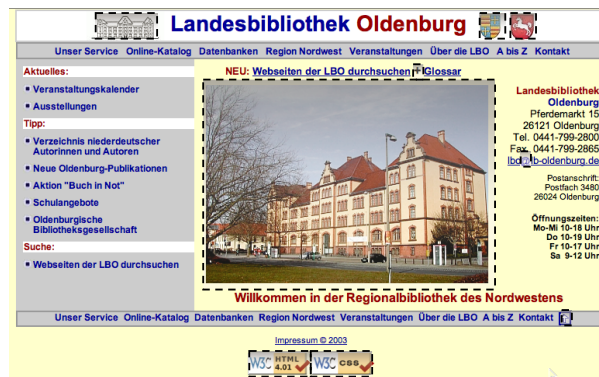 Landesbibliothek Oldenburg
Unser Service Online-Katalog Datenbanken Region Nordwest Veranstaltungen Über die LBO A bis Z Kontakt
Aktuelles:
Veranstaltungskalender
Ausstellungen
Tipp:
Verzeichnis niederdeutscher
Autorinnen und Autoren
Neue Oldenburg-Publikationen
Aktion "Buch in Not"
Schulangebote
Oldenburgische
Bibliotheksgesellschaft
Suche:
Webseiten der LBO durchsuchen
NEU: Webseiten der LBO durchsuchen + Glossar
Willkommen in der Regionalbibliothek des Nordwestens
Landesbibliothek
Oldenburg
Pferdemarkt 15
26121 Oldenburg
Tel. 0441-799-2800
Fax. 0441-799-2865
lbo@lb-oldenburg.de
Postanschrift:
Postfach 3480
26024 Oldenburg
Öffnungszeiten:
Mo-Mi 10-18 Uhr
Do 10-19 Uhr
Fr 10-17 Uhr
Sa 9-12 Uhr
Unser Service Online-Katalog Datenbanken Region Nordwest Veranstaltungen Über die LBO A bis Z Kontakt
Impressum © 2003
W3C HTML 4.01
W3C CSS